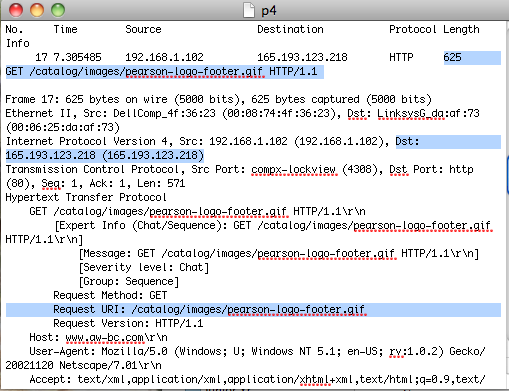 p4
No. Time Source Destination Protocol Length
Info
17 7.305485 192.168.1.102 165.193.123.218 HTTP 625
GET /catalog/images/pearson-logo-footer.gif HTTP/1.1
Frame 17: 625 bytes on wire (5000 bits), 625 bytes captured (5000 bits)
Ethernet II, Src: DellComp_4f:36:23 (00:08:74:4f:36:23), Dst: LinksysG_da:af:73
(00:06:25:da:af:73)
Internet Protocol Version 4, Src: 192.168.1.102 (192.168.1.102), Dst:
165.193.123.218 (165.193.123.218)
Transmission Control Protocol, Src Port: compx-lockview (4308), Dst Port: http
(80), Seq: 1, Ack: 1, Len: 571
Hypertext Transfer Protocol
GET /catalog/images/pearson-logo-footer.gif HTTP/1.1\r\n
[Expert Info (Chat/Sequence): GET /catalog/images/pearson-logo-footer.gif
HTTP/1.1\r\n]
[Message: GET /catalog/images/pearson-logo-footer.gif HTTP/1.1\r\n]
[Severity level: Chat]
[Group: Sequence]
Request Method: GET
Request URI: /catalog/images/pearson-logo-footer.gif
Request Version: HTTP/1.1
Host: www.aw-bc.com\r\n
User-Agent: Mozilla/5.0 (Windows; U; Windows NT 5.1; en-US; rv:1.0.2) Gecko/
20021120 Netscape/7.01\r\n
Accept: text/xml,application/xml,application/xhtml+xml,text/html;q=0.9,text/